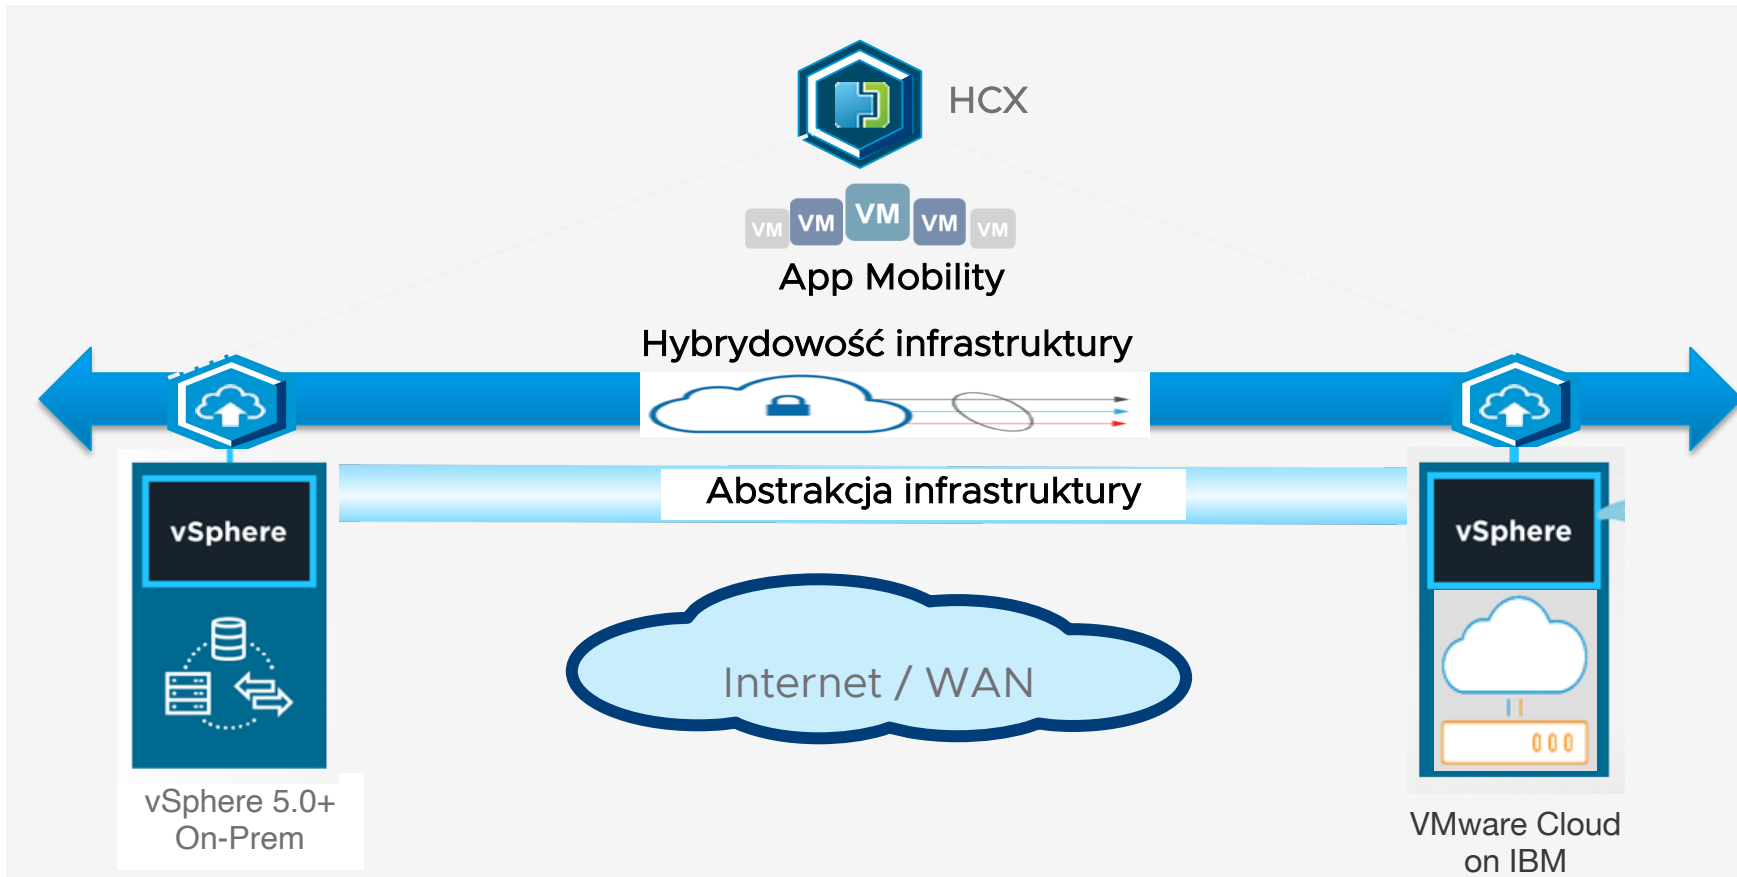 HCX
VM VM VM VM VM
App Mobility
Hybrydowość infrastruktury
Abstrakcja infrastruktury
vSphere
vSphere
Internet / WAN
vSphere 5.0+
On-Prem
VMware Cloud
on IBM